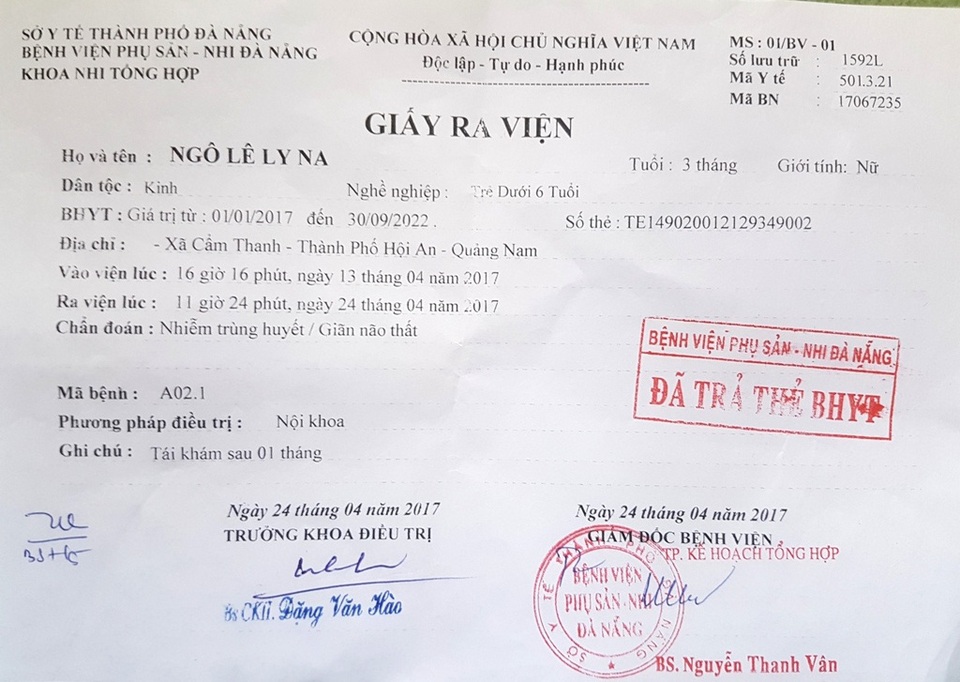 SỞ Y TẾ THÀNH PHỐ ĐÀ NẴNG
BỆNH VIỆN PHỤ SẢN - NHI ĐÀ NẴNG
KHOA NHI TỔNG HỢP
CỘNG HÒA XÃ HỘI CHỦ NGHĨA VIỆT NAM
Độc lập - Tự do - Hạnh phúc
MS : 01/BV - 01
Số lưu trữ : 1592L
Mã Y tế : 501.3.21
Mã BN : 17067235
GIẤY RA VIỆN
Họ và tên : NGÔ LÊ LY NA Tuổi : 3 tháng Giới tính: Nữ
Dân tộc : Kinh Nghề nghiệp : Trẻ Dưới 6 Tuổi
BHYT : Giá trị từ : 01/01/2017 đến 30/09/2022 . Số thẻ : TE149020012129349002
Địa chỉ : - Xã Cẩm Thanh - Thành Phố Hội An - Quảng Nam
Vào viện lúc : 16 giờ 16 phút, ngày 13 tháng 04 năm 2017
Ra viện lúc : 11 giờ 24 phút, ngày 24 tháng 04 năm 2017
Chẩn đoán : Nhiễm trùng huyết / Giãn não thất
BỆNH VIỆN PHỤ SẢN - NHI ĐÀ NẴNG
ĐÃ TRẢ THẺ BHYT
Mã bệnh : A02.1
Phương pháp điều trị : Nội khoa
Ghi chú : Tái khám sau 01 tháng
Ngày 24 tháng 04 năm 2017
TRƯỞNG KHOA ĐIỀU TRỊ
Bs CKII. Đặng Văn Hào
Ngày 24 tháng 04 năm 2017
GIÁM ĐỐC BỆNH VIỆN
TP. KẾ HOẠCH TỔNG HỢP
SỞ Y TẾ THÀNH PHỐ ĐÀ NẴNG
BỆNH VIỆN
PHỤ SẢN - NHI
ĐÀ NẴNG
BS. Nguyễn Thanh Vân